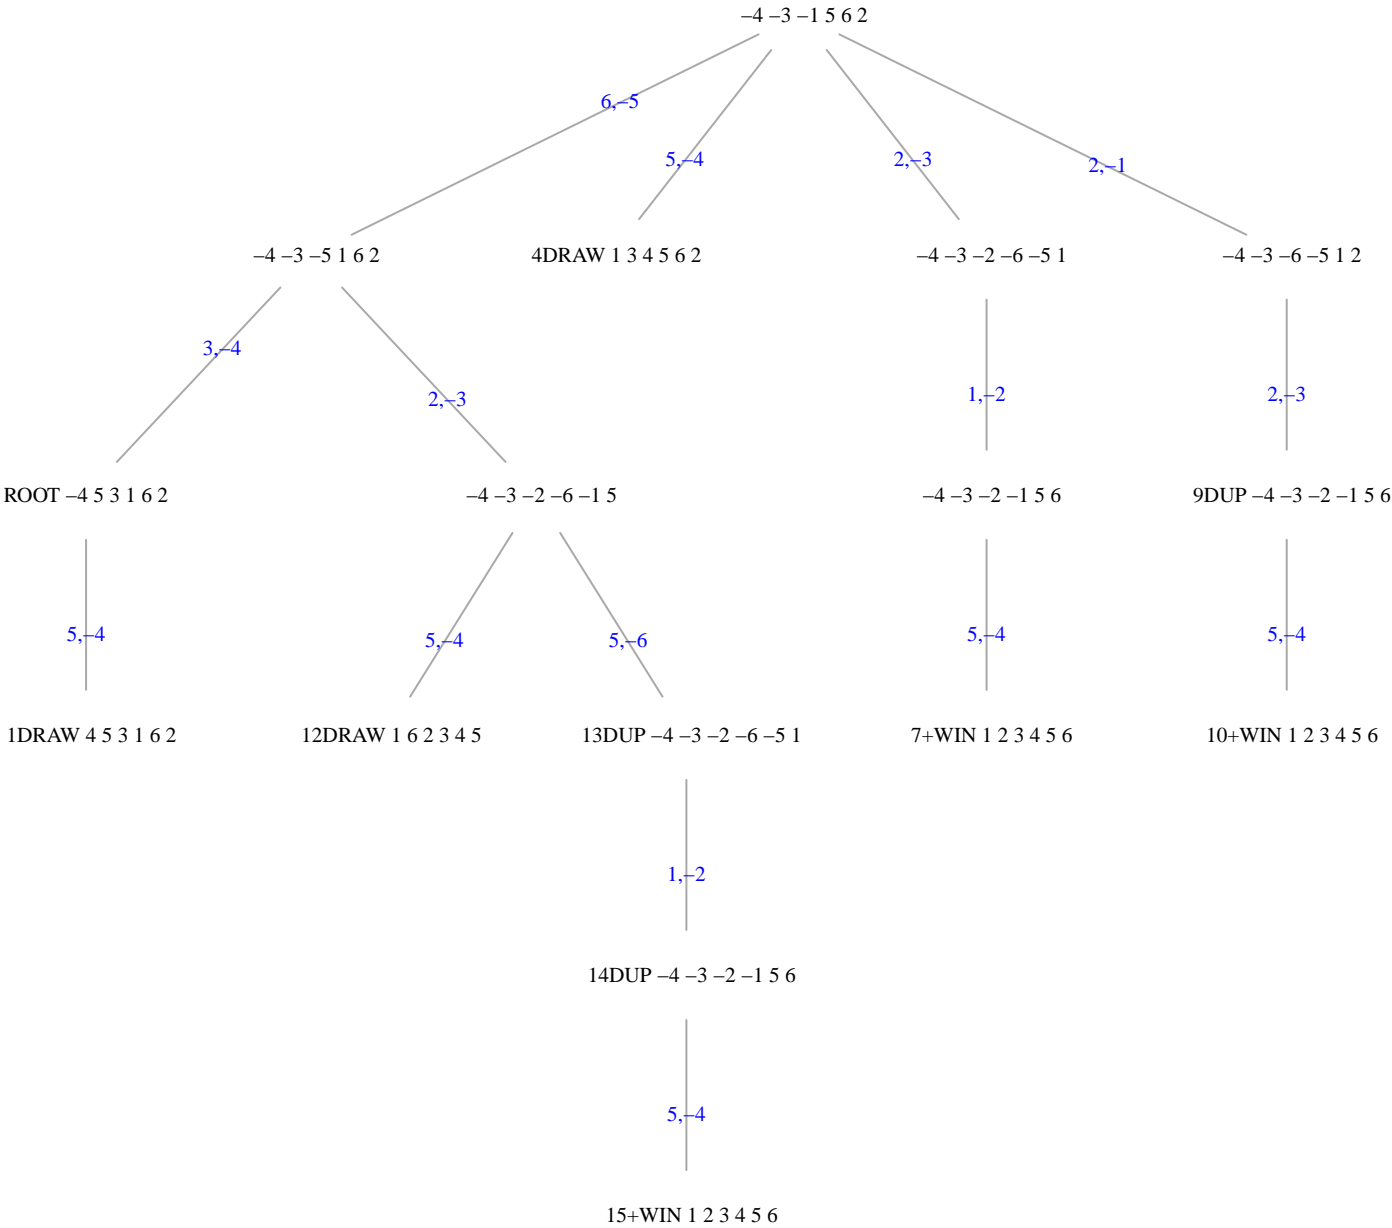 –4 –3 –1 5 6 2
6,–5
5,–4
2,–3
2,–1
–4 –3 –5 1 6 2
4DRAW 1 3 4 5 6 2
–4 –3 –2 –6 –5 1
–4 –3 –6 –5 1 2
3,–4
2,–3
1,–2
2,–3
ROOT –4 5 3 1 6 2
–4 –3 –2 –6 –1 5
–4 –3 –2 –1 5 6
9DUP –4 –3 –2 –1 5 6
5,–4
5,–4
5,–6
5,–4
5,–4
1DRAW 4 5 3 1 6 2
12DRAW 1 6 2 3 4 5
13DUP –4 –3 –2 –6 –5 1
7+WIN 1 2 3 4 5 6
10+WIN 1 2 3 4 5 6
1,–2
14DUP –4 –3 –2 –1 5 6
5,–4
15+WIN 1 2 3 4 5 6